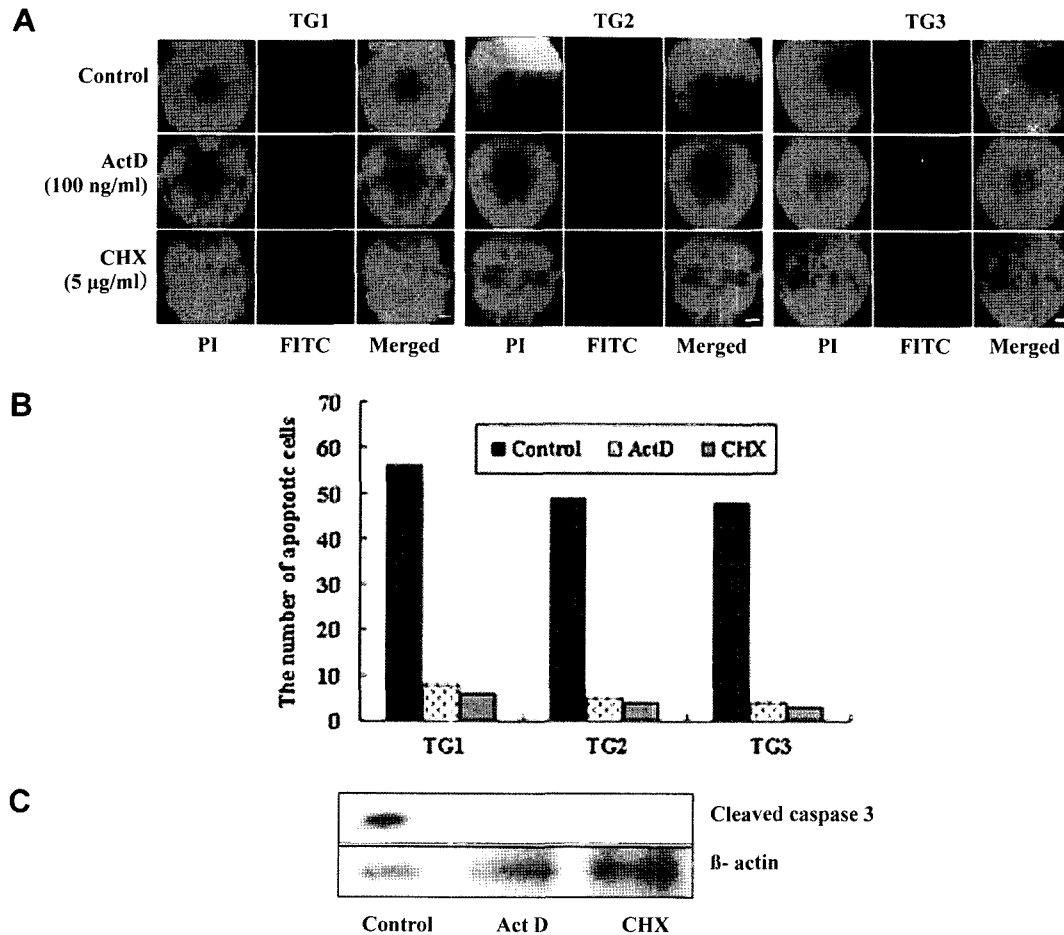 A
TG1 TG2 TG3
Control
ActD
(100 ng/ml)
CHX
(5 µg/ml)
PI FITC Merged PI FITC Merged PI FITC Merged
B
The number of apoptotic cells
70
60
50
40
30
20
10
0
Control ActD CHX
TG1 TG2 TG3
C
Cleaved caspase 3
ß- actin
Control Act D CHX